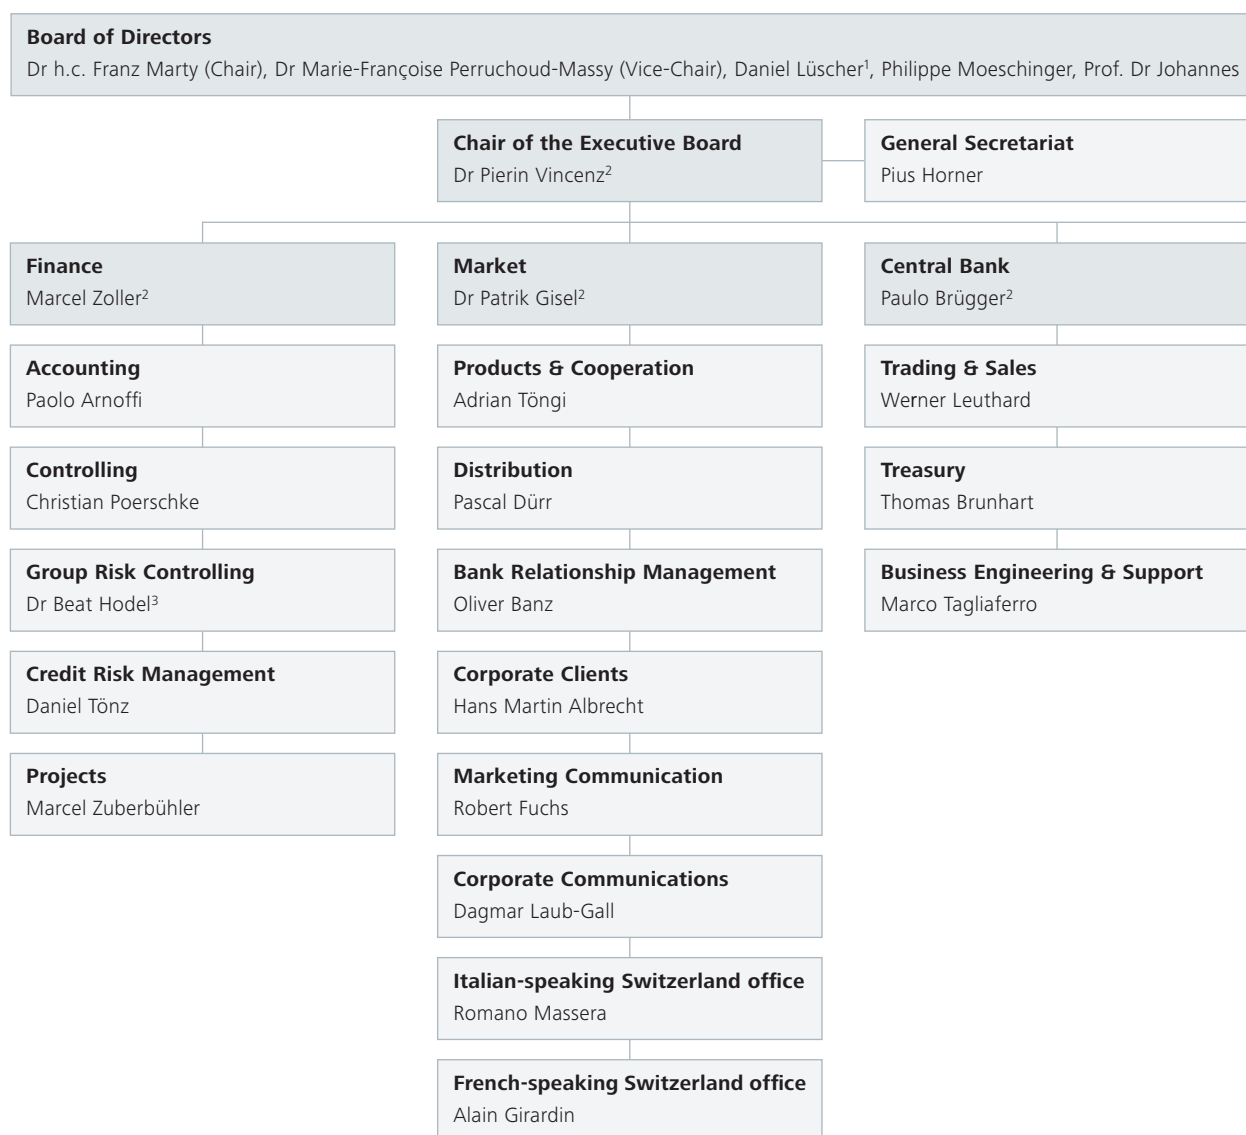 Board of Directors
Dr h.c. Franz Marty (Chair), Dr Marie-Françoise Perruchoud-Massy (Vice-Chair), Daniel Lüscher¹, Philippe Moeschinger, Prof. Dr Johannes
Chair of the Executive Board
Dr Pierin Vincenz²
General Secretariat
Pius Horner
Finance
Marcel Zoller²
Accounting
Paolo Arnoffi
Controlling
Christian Poerschke
Group Risk Controlling
Dr Beat Hodel³
Credit Risk Management
Daniel Tönz
Projects
Marcel Zuberbühler
Market
Dr Patrik Gisel²
Products & Cooperation
Adrian Töngi
Distribution
Pascal Dürr
Bank Relationship Management
Oliver Banz
Corporate Clients
Hans Martin Albrecht
Marketing Communication
Robert Fuchs
Corporate Communications
Dagmar Laub-Gall
Italian-speaking Switzerland office
Romano Massera
French-speaking Switzerland office
Alain Girardin
Central Bank
Paulo Brügger²
Trading & Sales
Werner Leuthard
Treasury
Thomas Brunhart
Business Engineering & Support
Marco Tagliaferro